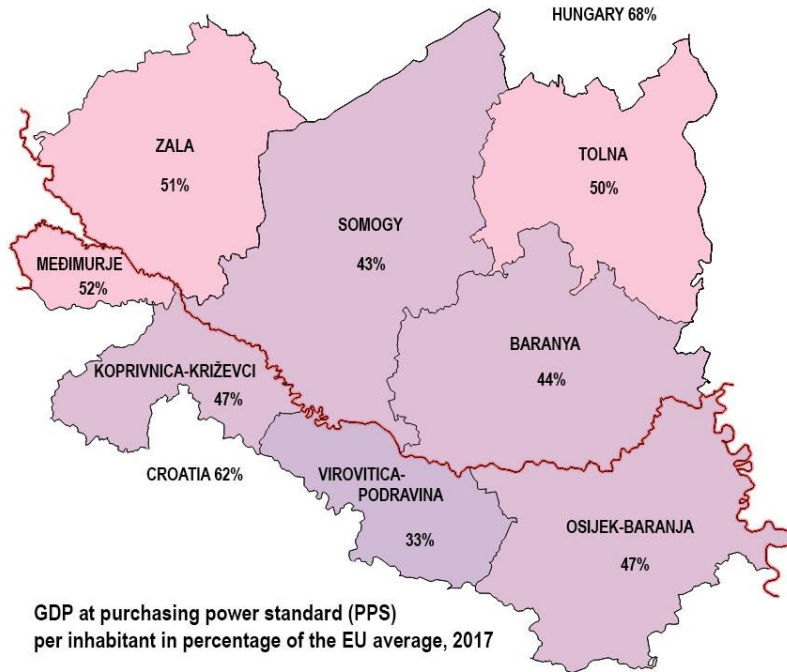 HUNGARY 68%
ZALA
51%
TOLNA
50%
SOMOGY
43%
MEĐIMURJE
52%
BARANYA
44%
KOPRIVNICA-KRIŽEVCI
47%
CROATIA 62%
VIROVITICA-
PODRAVINA
33%
OSIJEK-BARANJA
47%
GDP at purchasing power standard (PPS)
per inhabitant in percentage of the EU average, 2017